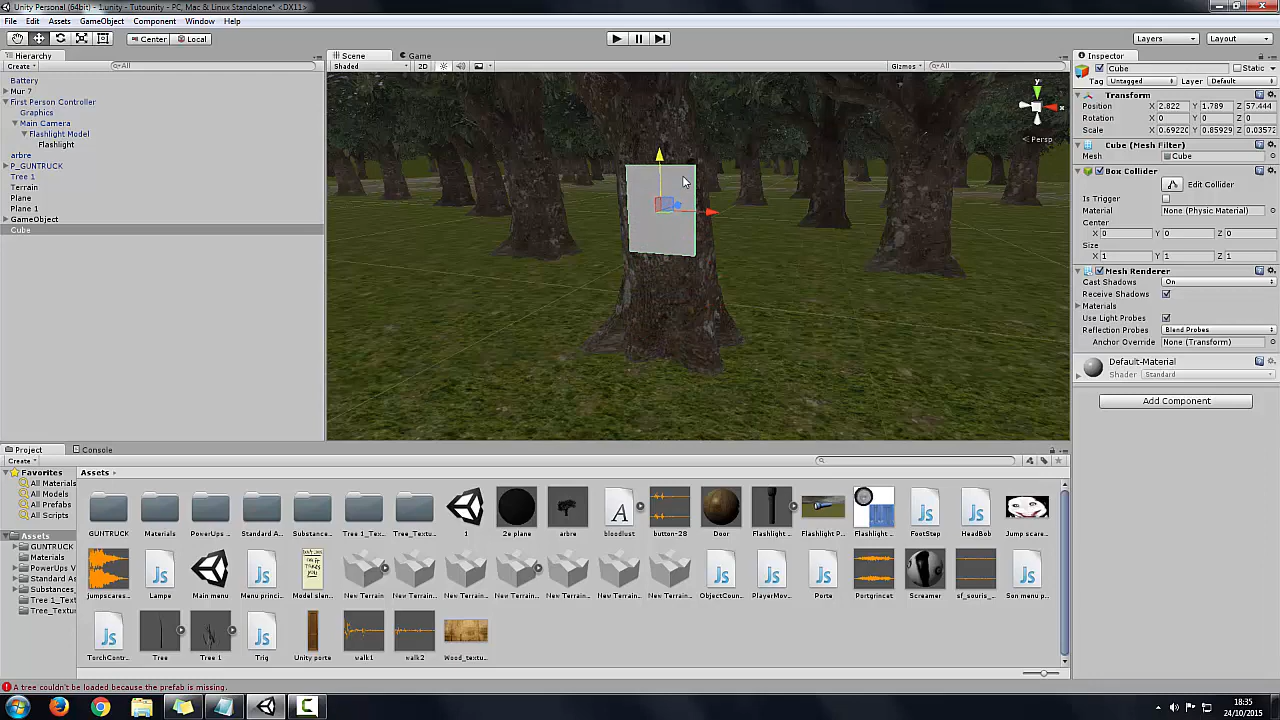 Unity Personal (64bit) - 1.unity - Tutounity - PC, Mac & Linux Standalone* <DX11>
File Edit Assets GameObject Component Window Help
Center Local
Layers Layout
Hierarchy
Create All
Battery
Mur 7
First Person Controller
Graphics
Main Camera
Flashlight Model
Flashlight
arbre
P_GUNTRUCK
Tree 1
Terrain
Plane
Plane 1
GameObject
Cube
Scene Game
Shaded 2D Gizmos All
y
x
Persp
Inspector
Cube Static
Tag Untagged Layer Default
Transform
Position X 2.822 Y 1.789 Z 57.444
Rotation X 0 Y 0 Z 0
Scale X 0.69220 Y 0.85929 Z 0.03572
Cube (Mesh Filter)
Mesh Cube
Box Collider
Edit Collider
Is Trigger
Material None (Physic Material)
Center
X 0 Y 0 Z 0
Size
X 1 Y 1 Z 1
Mesh Renderer
Cast Shadows On
Receive Shadows
Materials
Use Light Probes
Reflection Probes Blend Probes
Anchor Override None (Transform)
Default-Material
Shader Standard
Add Component
Project Console
Create
Favorites
All Materials
All Models
All Prefabs
All Scripts
Assets
GUNTRUCK
Materials
PowerUps V
Standard As
Substances_
Tree 1_Text
Tree_Textu
Assets
GUNTRUCK Materials PowerUps ... Standard A... Substance... Tree 1_Tex... Tree_Textu... 1 2e plane arbre bloodlust button-28 Door Flashlight ... Flashlight P... Flashlight ... FootStep HeadBob Jump scare...
jumpscares... Lampe Main menu Menu princi... Model slen... New Terrain New Terrain... New Terrain... New Terrain... New Terrain... New Terrain... New Terrain... ObjectCoun... PlayerMov... Porte Portgrincet Screamer sf_souris_... Son menu p...
TorchContr... Tree Tree 1 Trig Unity porte walk1 walk2 Wood_textu...
A tree couldn't be loaded because the prefab is missing.
18:35
24/10/2015